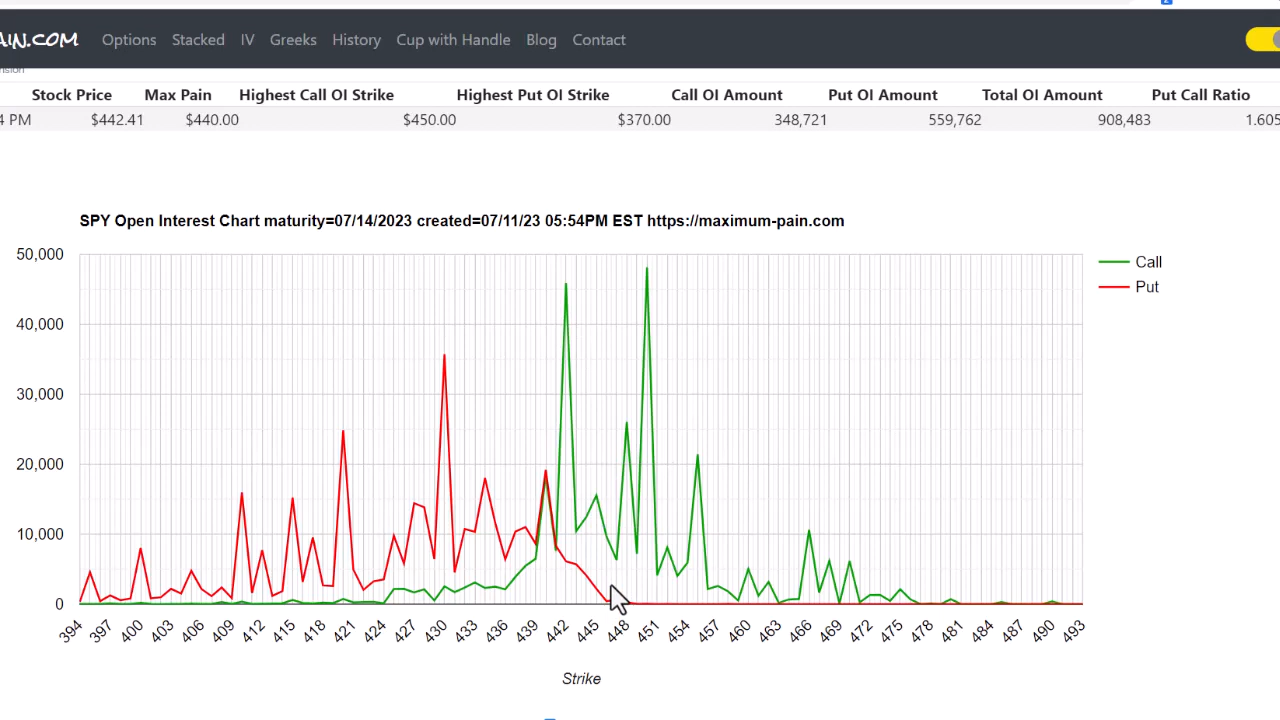 AIN.COM Options Stacked IV Greeks History Cup with Handle Blog Contact
Stock Price Max Pain Highest Call OI Strike Highest Put OI Strike Call OI Amount Put OI Amount Total OI Amount Put Call Ratio
4 PM $442.41 $440.00 $450.00 $370.00 348,721 559,762 908,483 1.605
SPY Open Interest Chart maturity=07/14/2023 created=07/11/23 05:54PM EST https://maximum-pain.com
50,000
40,000
30,000
20,000
10,000
0
Call
Put
394 397 400 403 406 409 412 415 418 421 424 427 430 433 436 439 442 445 448 451 454 457 460 463 466 469 472 475 478 481 484 487 490 493
Strike